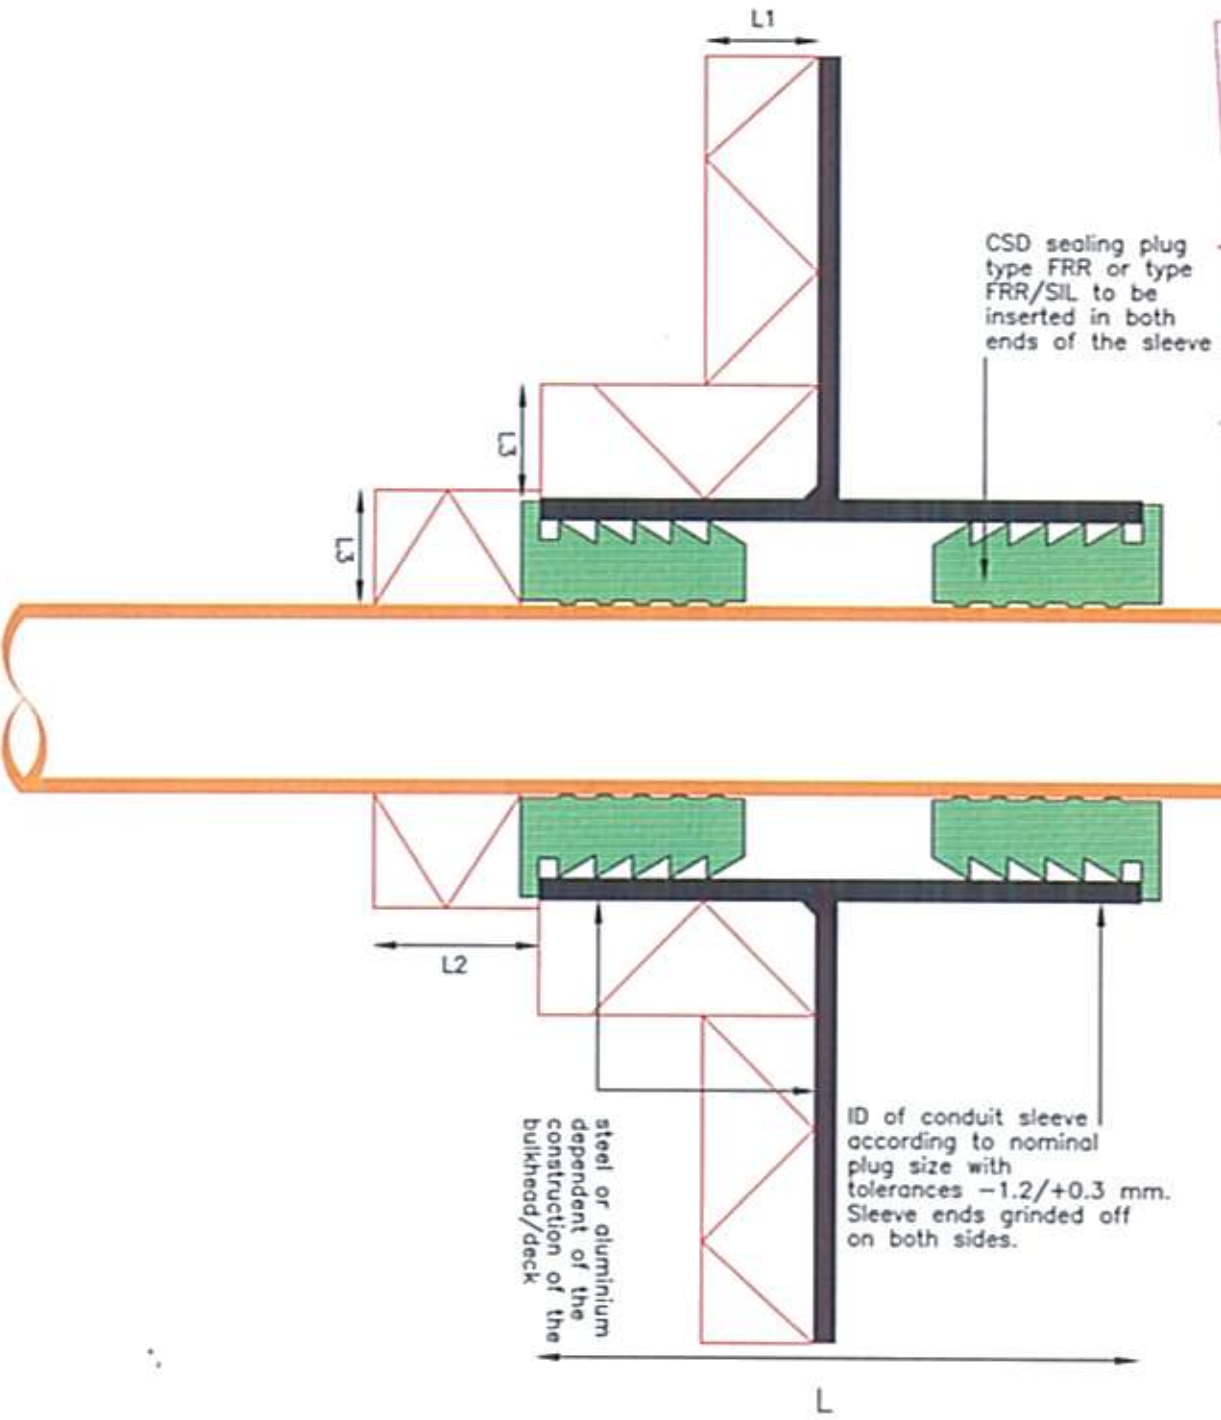 L1
CSD sealing plug
type FRR or type
FRR/SIL to be
inserted in both
ends of the sleeve
L3
L3
L2
steel or aluminium
dependent of the
construction of the
bulkhead/deck
ID of conduit sleeve
according to nominal
plug size with
tolerances −1.2/+0.3 mm.
Sleeve ends grinded off
on both sides.
L